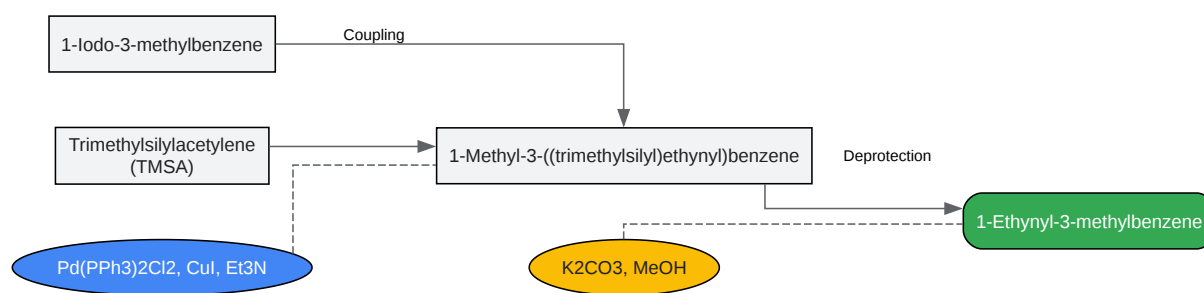 1-Iodo-3-methylbenzene
Coupling
Trimethylsilylacetylene
(TMSA)
1-Methyl-3-((trimethylsilyl)ethynyl)benzene
Deprotection
1-Ethynyl-3-methylbenzene
Pd(PPh3)2Cl2, CuI, Et3N
K2CO3, MeOH